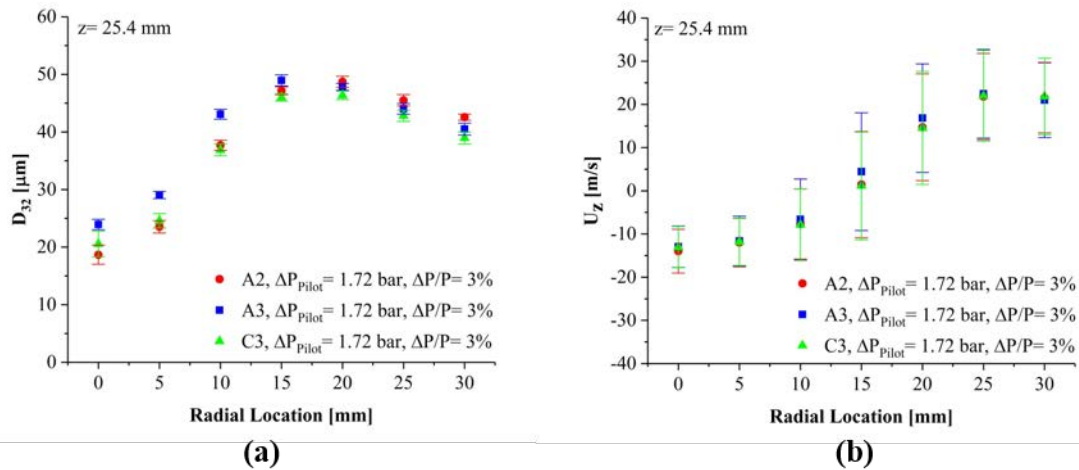 z= 25.4 mm
60
50
40
30
20
10
0
D32 [μm]
A2, ΔPPilot= 1.72 bar, ΔP/P= 3%
A3, ΔPPilot= 1.72 bar, ΔP/P= 3%
C3, ΔPPilot= 1.72 bar, ΔP/P= 3%
0 5 10 15 20 25 30
Radial Location [mm]
(a)
z= 25.4 mm
40
30
20
10
0
-10
-20
-30
-40
UZ [m/s]
A2, ΔPPilot= 1.72 bar, ΔP/P= 3%
A3, ΔPPilot= 1.72 bar, ΔP/P= 3%
C3, ΔPPilot= 1.72 bar, ΔP/P= 3%
0 5 10 15 20 25 30
Radial Location [mm]
(b)